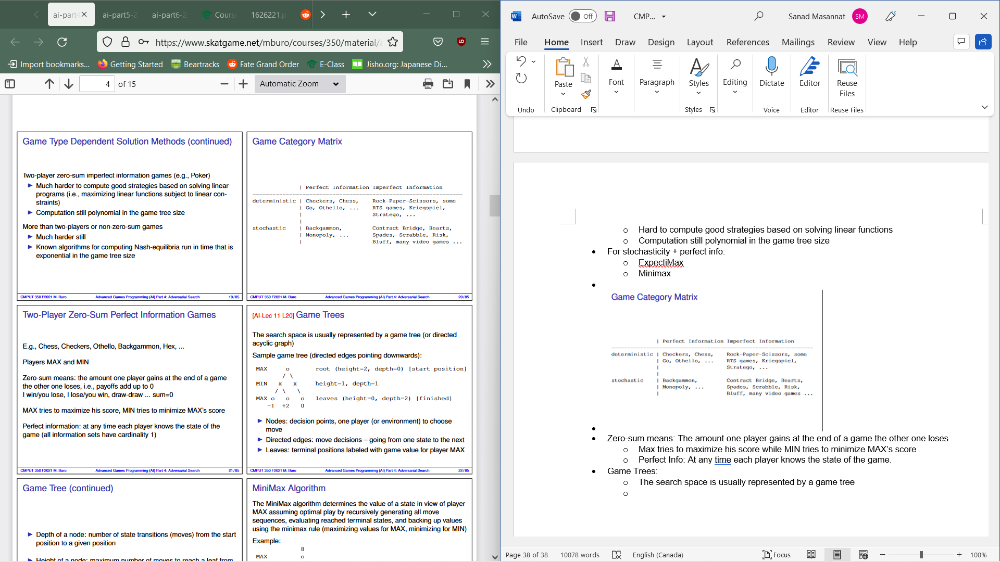 ai-part4
ai-part5-2
ai-part6-2
Cours
1626221.p
https://www.skatgame.net/mburo/courses/350/material/
Import bookmarks...
Getting Started
Beartracks
Fate Grand Order
E-Class
Jisho.org: Japanese Di...
4 of 15
Automatic Zoom
Game Type Dependent Solution Methods (continued)
Two-player zero-sum imperfect information games (e.g., Poker)
Much harder to compute good strategies based on solving linear
programs (i.e., maximizing linear functions subject to linear con-
straints)
Computation still polynomial in the game tree size
More than two-players or non-zero-sum games
Much harder still
Known algorithms for computing Nash-equilibria run in time that is
exponential in the game tree size
CMPUT 350 F2021 M. Buro Advanced Games Programming (AI) Part 4: Adversarial Search 19/85
Game Category Matrix
| Perfect Information Imperfect Information
deterministic | Checkers, Chess, Rock-Paper-Scissors, some
| Go, Othello, ... RTS games, Kriegspiel,
| Stratego, ...
|
stochastic | Backgammon, Contract Bridge, Hearts,
| Monopoly, ... Spades, Scrabble, Risk,
| Bluff, many video games ...
CMPUT 350 F2021 M. Buro Advanced Games Programming (AI) Part 4: Adversarial Search 20/85
Two-Player Zero-Sum Perfect Information Games
E.g., Chess, Checkers, Othello, Backgammon, Hex, ...
Players MAX and MIN
Zero-sum means: the amount one player gains at the end of a game
the other one loses, i.e., payoffs add up to 0
I win/you lose, I lose/you win, draw-draw ... sum=0
MAX tries to maximize his score, MIN tries to minimize MAX's score
Perfect information: at any time each player knows the state of the
game (all information sets have cardinality 1)
CMPUT 350 F2021 M. Buro Advanced Games Programming (AI) Part 4: Adversarial Search 21/85
[AI-Lec 11 L20] Game Trees
The search space is usually represented by a game tree (or directed
acyclic graph)
Sample game tree (directed edges pointing downwards):
MAX o root (height=2, depth=0) [start position]
/ \
MIN x x height=1, depth=1
/ \ \
MAX o o o leaves (height=0, depth=2) [finished]
-1 +2 0
Nodes: decision points, one player (or environment) to choose
move
Directed edges: move decisions – going from one state to the next
Leaves: terminal positions labeled with game value for player MAX
CMPUT 350 F2021 M. Buro Advanced Games Programming (AI) Part 4: Adversarial Search 22/85
Game Tree (continued)
Depth of a node: number of state transitions (moves) from the start
position to a given position
Height of a node: maximum number of moves to reach a leaf from
MiniMax Algorithm
The MiniMax algorithm determines the value of a state in view of player
MAX assuming optimal play by recursively generating all move
sequences, evaluating reached terminal states, and backing up values
using the minimax rule (maximizing values for MAX, minimizing for MIN)
Example:
8
MAX o
AutoSave Off CMP... Sanad Masannat SM
File Home Insert Draw Design Layout References Mailings Review View Help
Paste
Font
Paragraph
Styles
Editing
Dictate
Editor
Reuse
Files
Undo Clipboard Styles Voice Editor Reuse Files
o Hard to compute good strategies based on solving linear functions
o Computation still polynomial in the game tree size
• For stochasticity + perfect info:
o ExpectiMax
o Minimax
•
Game Category Matrix
| Perfect Information Imperfect Information
deterministic | Checkers, Chess, Rock-Paper-Scissors, some
| Go, Othello, ... RTS games, Kriegspiel,
| Stratego, ...
|
stochastic | Backgammon, Contract Bridge, Hearts,
| Monopoly, ... Spades, Scrabble, Risk,
| Bluff, many video games ...
•
• Zero-sum means: The amount one player gains at the end of a game the other one loses
o Max tries to maximize his score while MIN tries to minimize MAX's score
o Perfect Info: At any time each player knows the state of the game.
• Game Trees:
o The search space is usually represented by a game tree
o
Page 38 of 38 10078 words English (Canada) Focus 100%